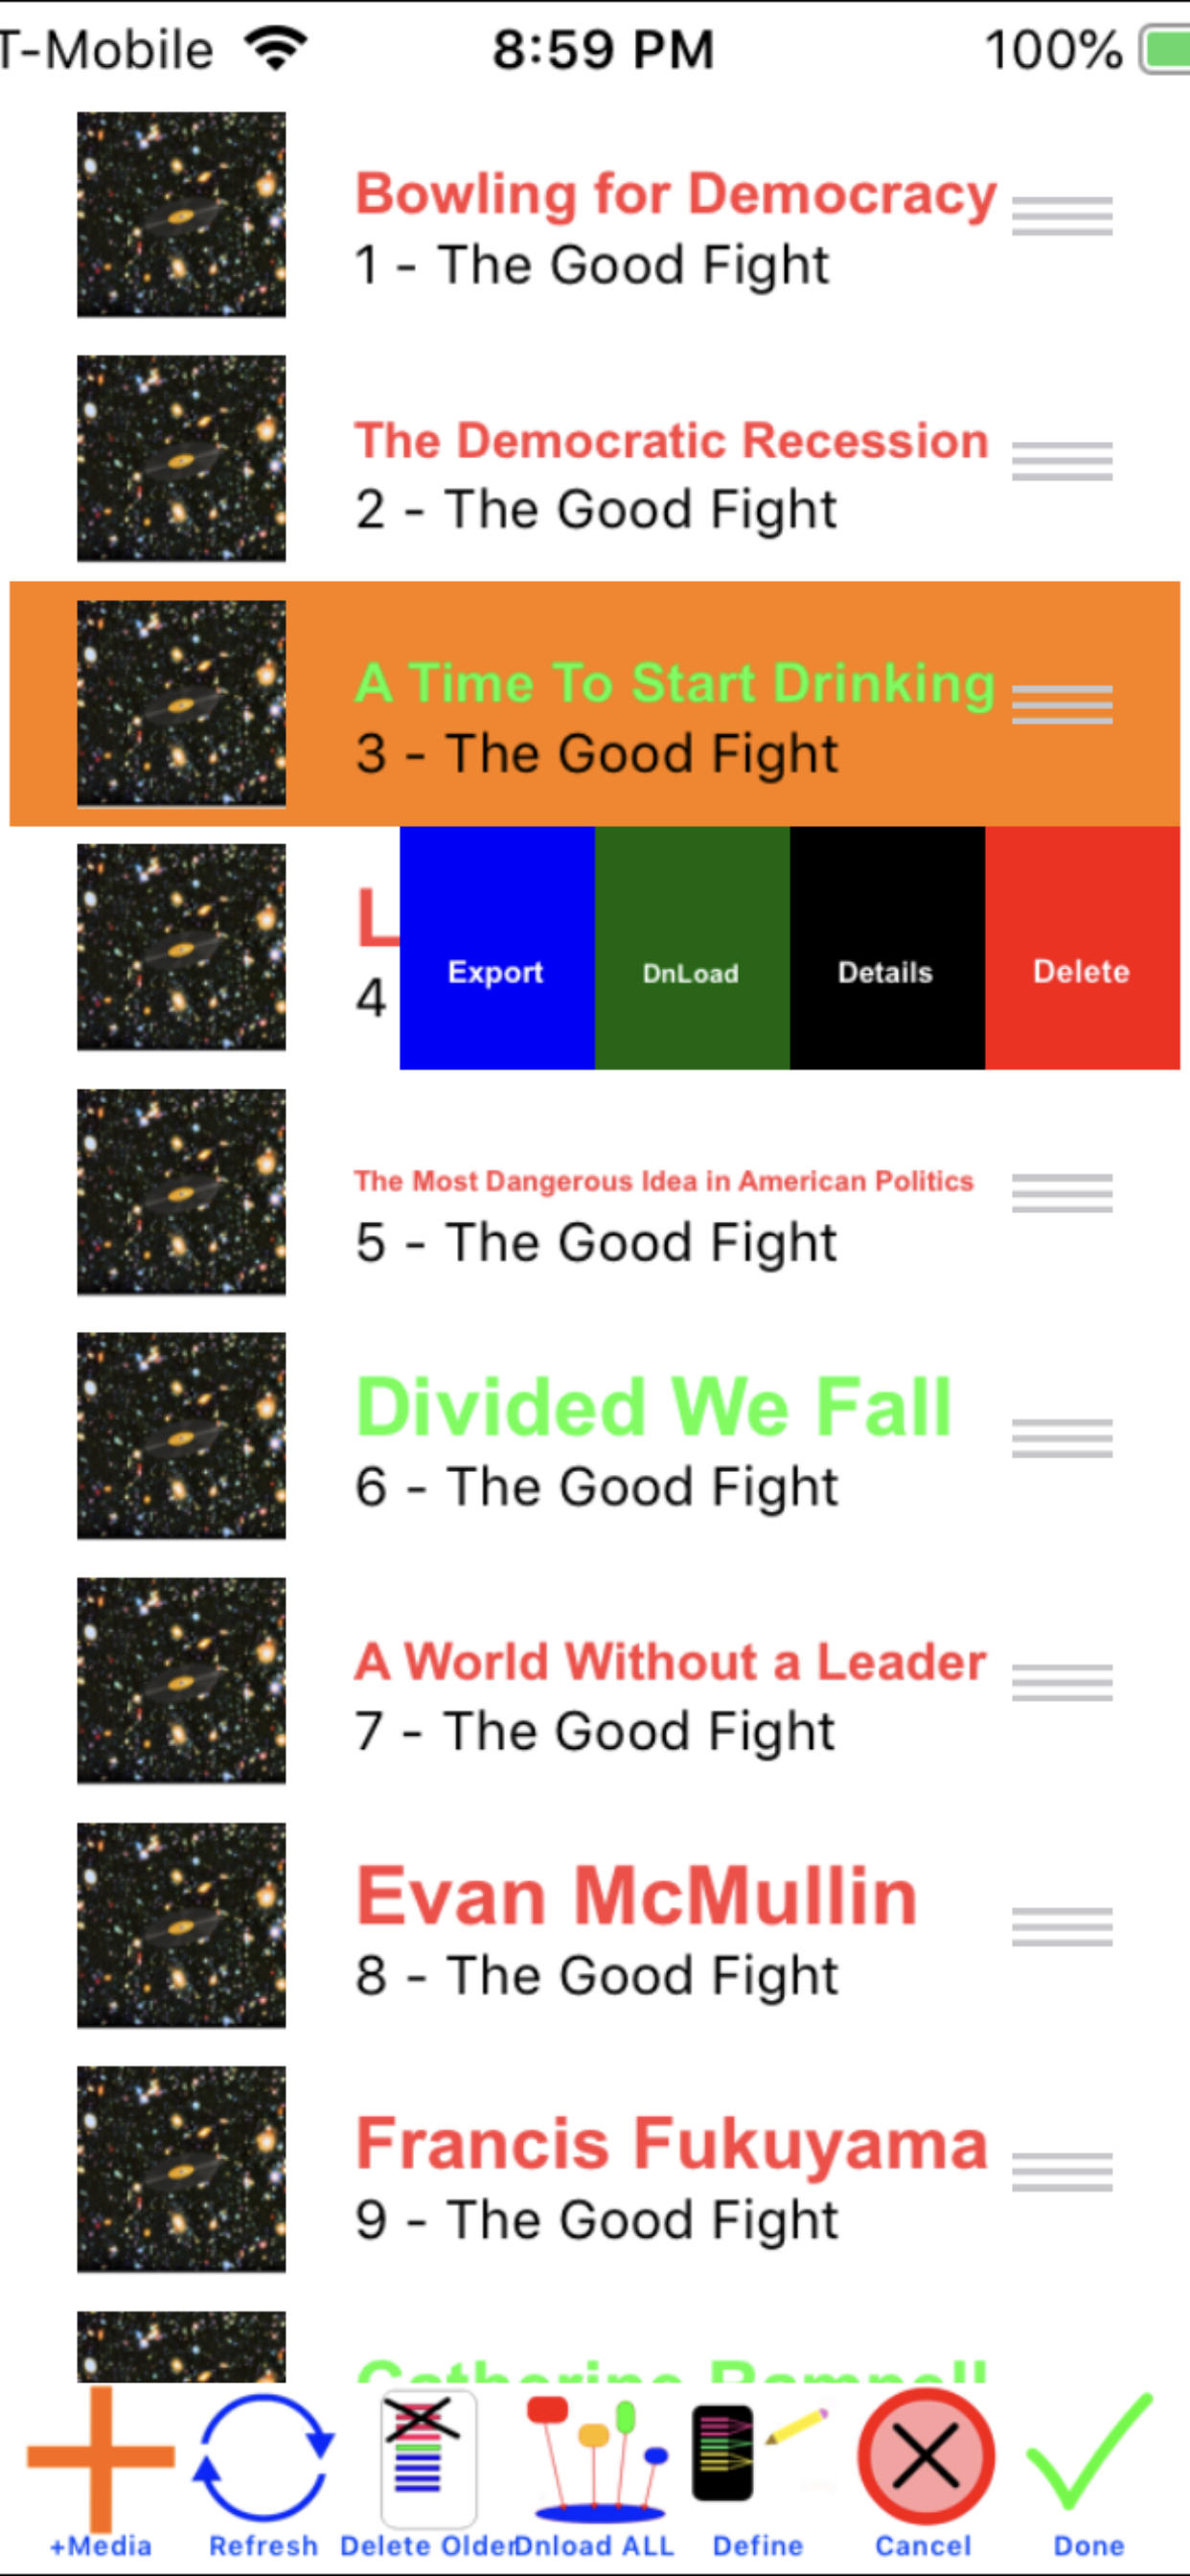 T-Mobile 8:59 PM 100%
Bowling for Democracy
1 - The Good Fight
The Democratic Recession
2 - The Good Fight
A Time To Start Drinking
3 - The Good Fight
L
4
Export DnLoad Details Delete
The Most Dangerous Idea in American Politics
5 - The Good Fight
Divided We Fall
6 - The Good Fight
A World Without a Leader
7 - The Good Fight
Evan McMullin
8 - The Good Fight
Francis Fukuyama
9 - The Good Fight
Catherine Rampell
+Media Refresh Delete Older Dnload ALL Define Cancel Done